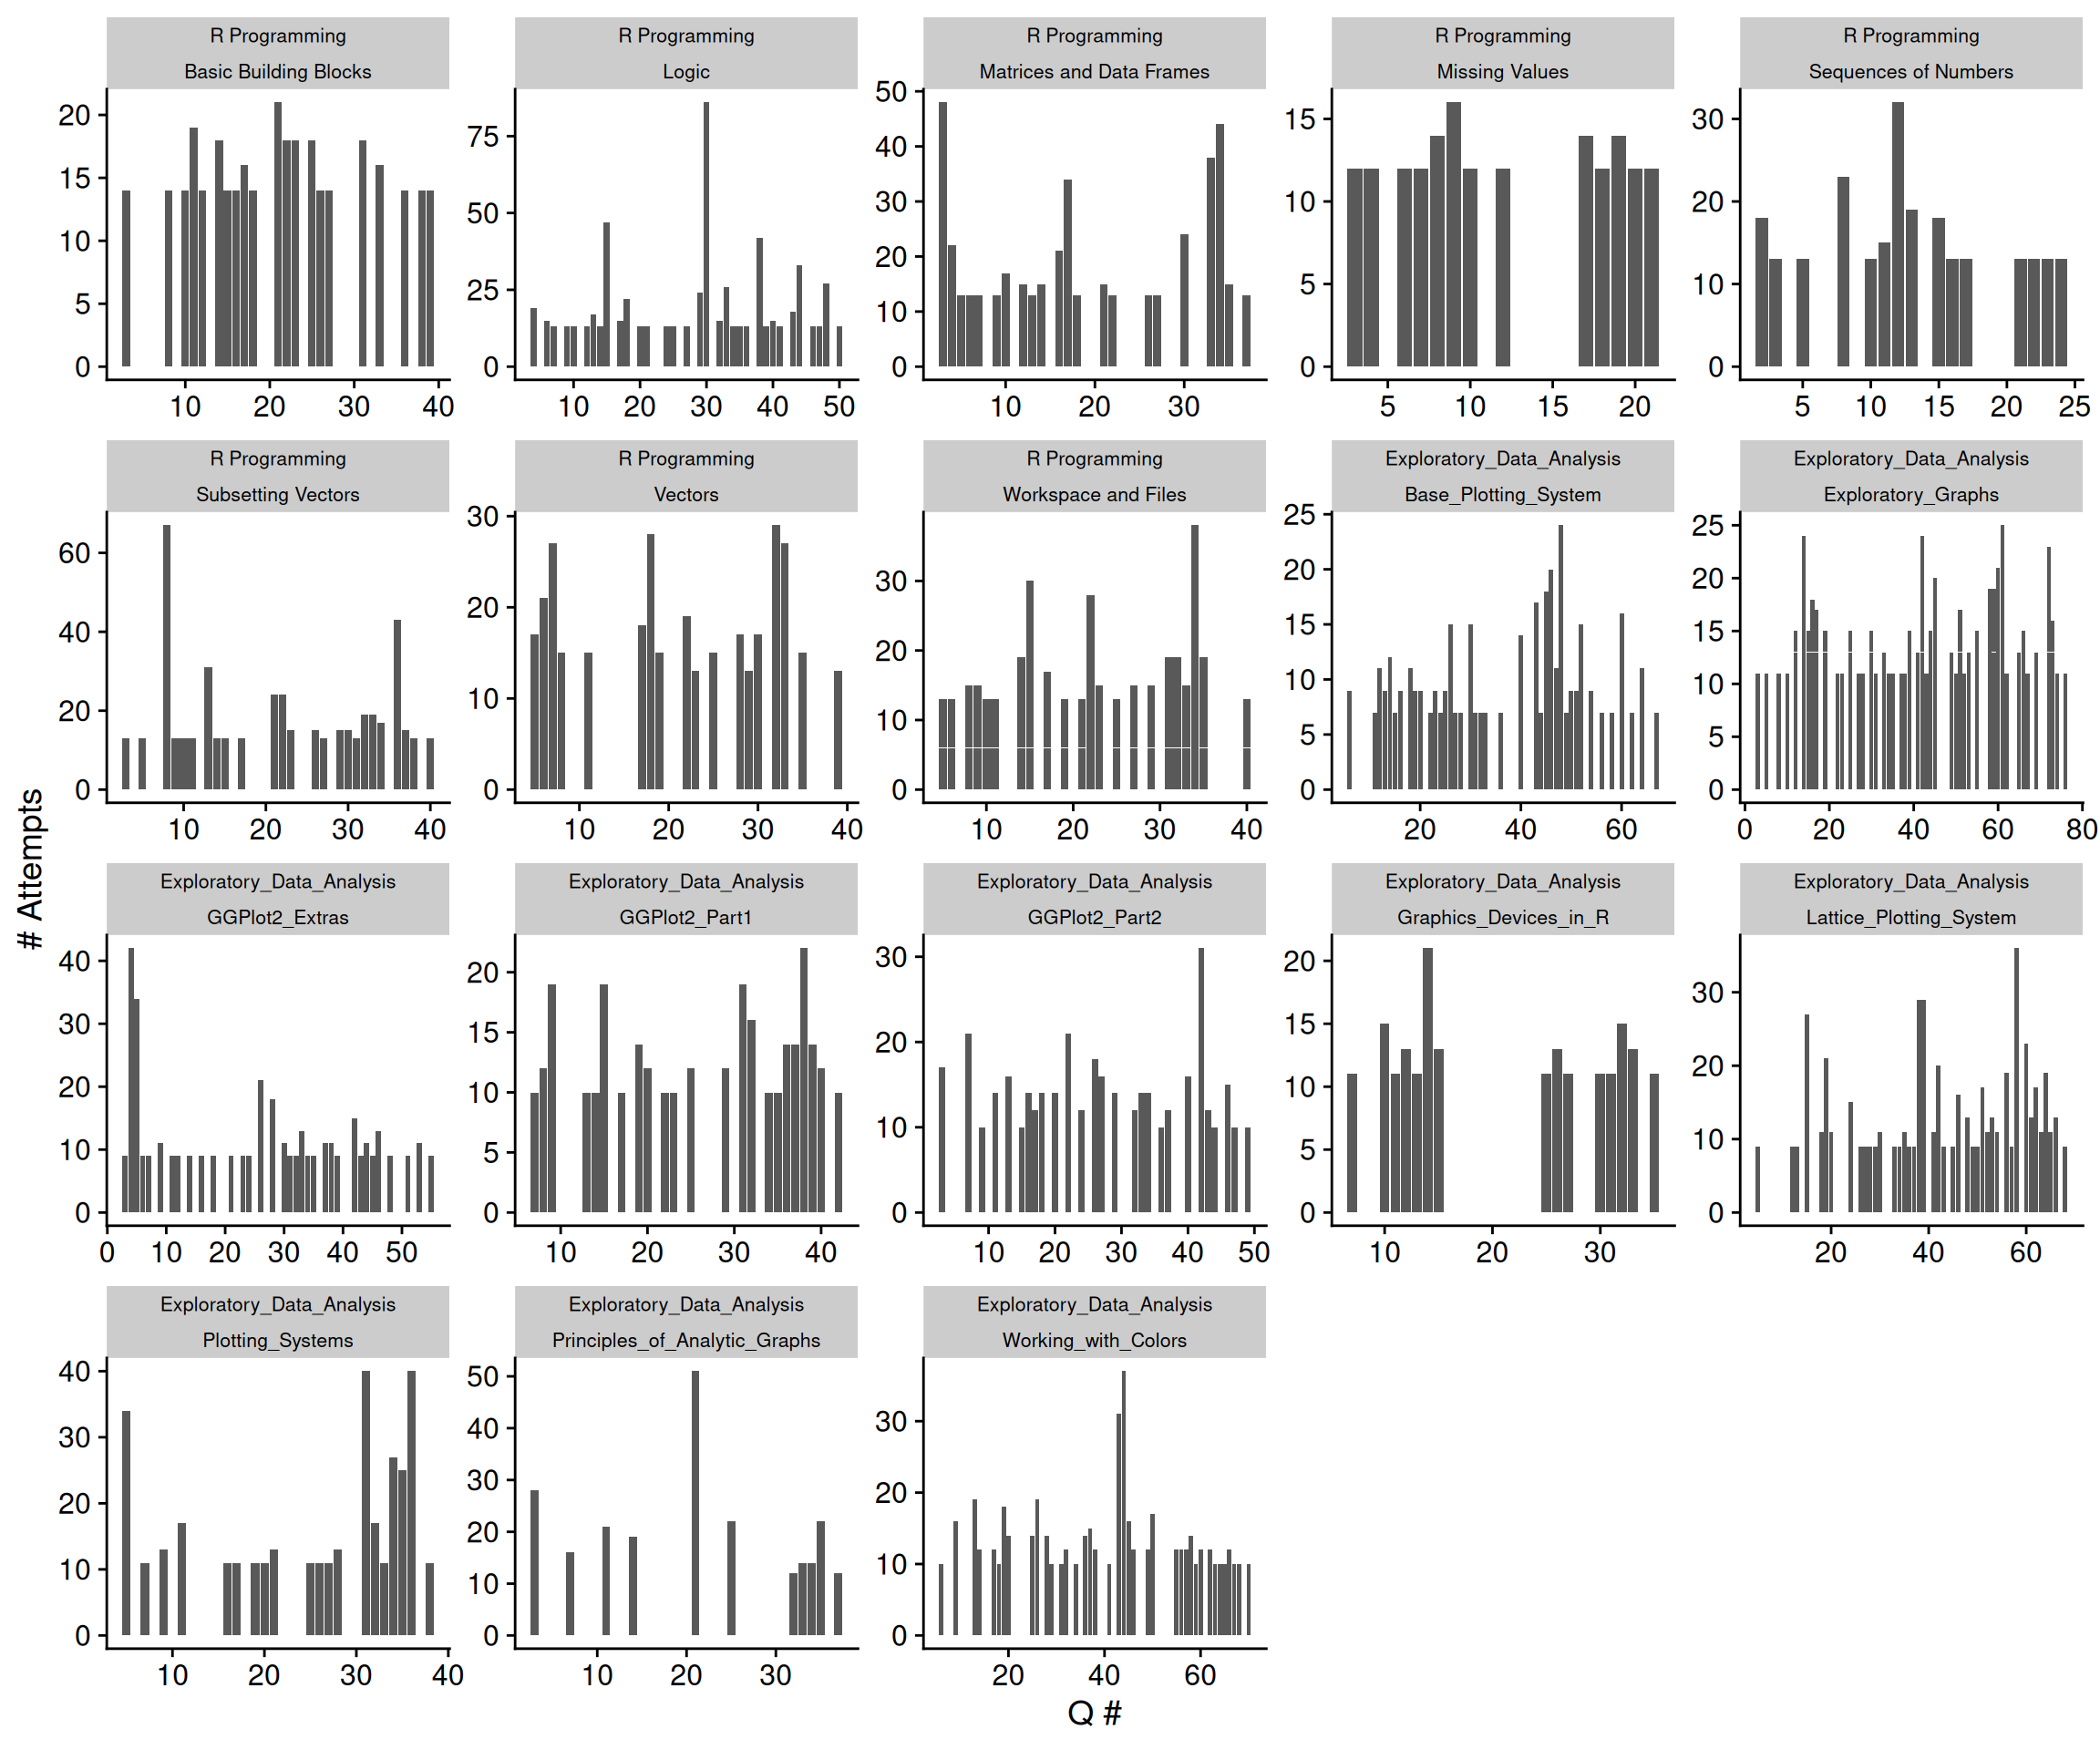 R Programming
Basic Building Blocks
R Programming
Logic
R Programming
Matrices and Data Frames
R Programming
Missing Values
R Programming
Sequences of Numbers
20
15
10
5
0
10 20 30 40
75
50
25
0
10 20 30 40 50
50
40
30
20
10
0
10 20 30
15
10
5
0
5 10 15 20
30
20
10
0
5 10 15 20 25
R Programming
Subsetting Vectors
R Programming
Vectors
R Programming
Workspace and Files
Exploratory_Data_Analysis
Base_Plotting_System
Exploratory_Data_Analysis
Exploratory_Graphs
60
40
20
0
10 20 30 40
30
20
10
0
10 20 30 40
30
20
10
0
10 20 30 40
25
20
15
10
5
0
20 40 60
25
20
15
10
5
0
0 20 40 60 80
# Attempts
Exploratory_Data_Analysis
GGPlot2_Extras
Exploratory_Data_Analysis
GGPlot2_Part1
Exploratory_Data_Analysis
GGPlot2_Part2
Exploratory_Data_Analysis
Graphics_Devices_in_R
Exploratory_Data_Analysis
Lattice_Plotting_System
40
30
20
10
0
0 10 20 30 40 50
20
15
10
5
0
10 20 30 40
30
20
10
0
10 20 30 40 50
20
15
10
5
0
10 20 30
30
20
10
0
20 40 60
Exploratory_Data_Analysis
Plotting_Systems
Exploratory_Data_Analysis
Principles_of_Analytic_Graphs
Exploratory_Data_Analysis
Working_with_Colors
40
30
20
10
0
10 20 30 40
50
40
30
20
10
0
10 20 30
30
20
10
0
20 40 60
Q #